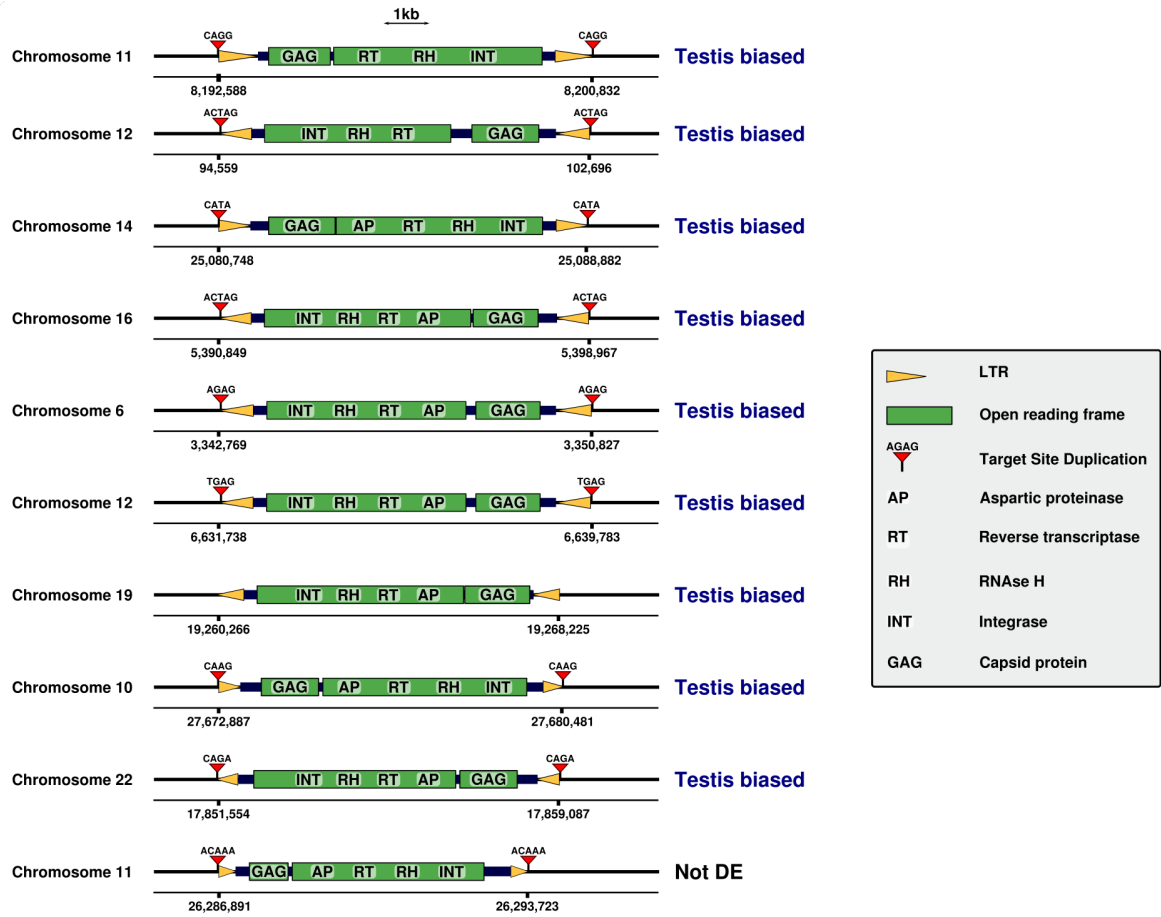 1kb
CAGG CAGG
Chromosome 11 GAG RT RH INT Testis biased
8,192,588 8,200,832
ACTAG ACTAG
Chromosome 12 INT RH RT GAG Testis biased
94,559 102,696
CATA CATA
Chromosome 14 GAG AP RT RH INT Testis biased
25,080,748 25,088,882
ACTAG ACTAG
Chromosome 16 INT RH RT AP GAG Testis biased
5,390,849 5,398,967
AGAG AGAG
Chromosome 6 INT RH RT AP GAG Testis biased
3,342,769 3,350,827
TGAG TGAG
Chromosome 12 INT RH RT AP GAG Testis biased
6,631,738 6,639,783
Chromosome 19 INT RH RT AP GAG Testis biased
19,260,266 19,268,225
CAAG CAAG
Chromosome 10 GAG AP RT RH INT Testis biased
27,672,887 27,680,481
CAGA CAGA
Chromosome 22 INT RH RT AP GAG Testis biased
17,851,554 17,859,087
ACAAA ACAAA
Chromosome 11 GAG AP RT RH INT Not DE
26,286,891 26,293,723
LTR
Open reading frame
AGAG Target Site Duplication
AP Aspartic proteinase
RT Reverse transcriptase
RH RNAse H
INT Integrase
GAG Capsid protein